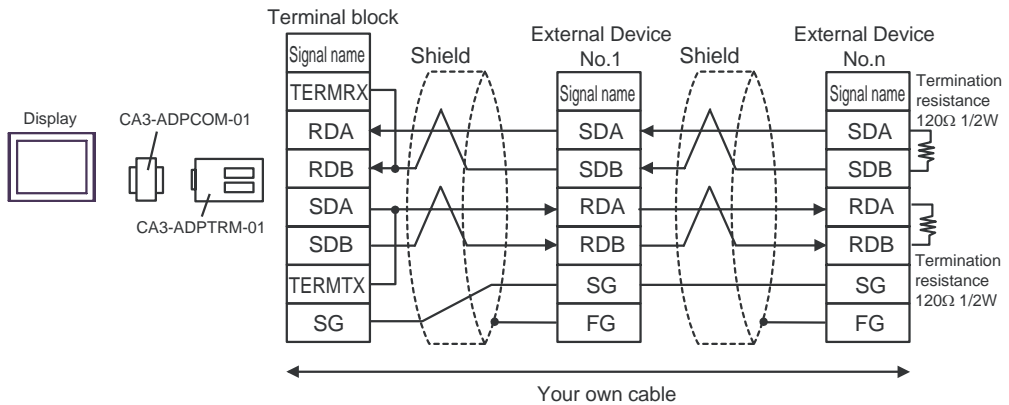 Display
CA3-ADPCOM-01
CA3-ADPTRM-01
Terminal block
Signal name
TERMRX
RDA
RDB
SDA
SDB
TERMTX
SG
Shield
External Device
No.1
Signal name
SDA
SDB
RDA
RDB
SG
FG
Shield
External Device
No.n
Signal name
SDA
SDB
RDA
RDB
SG
FG
Termination
resistance
120Ω 1/2W
Termination
resistance
120Ω 1/2W
Your own cable